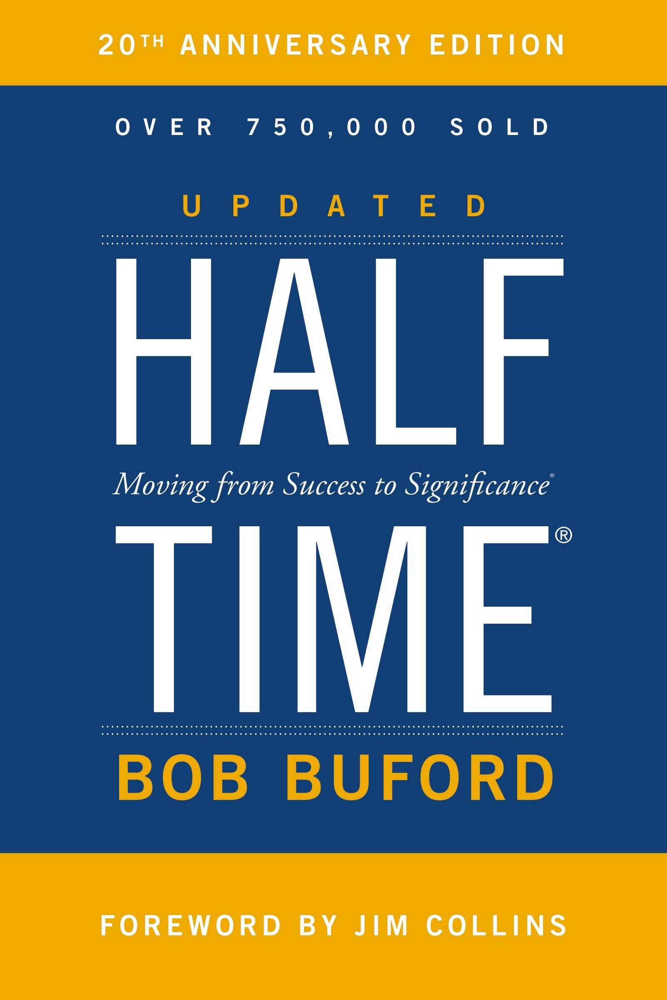 20TH ANNIVERSARY EDITION
OVER 750,000 SOLD
UPDATED
HALF
Moving from Success to Significance®
TIME®
BOB BUFORD
FOREWORD BY JIM COLLINS